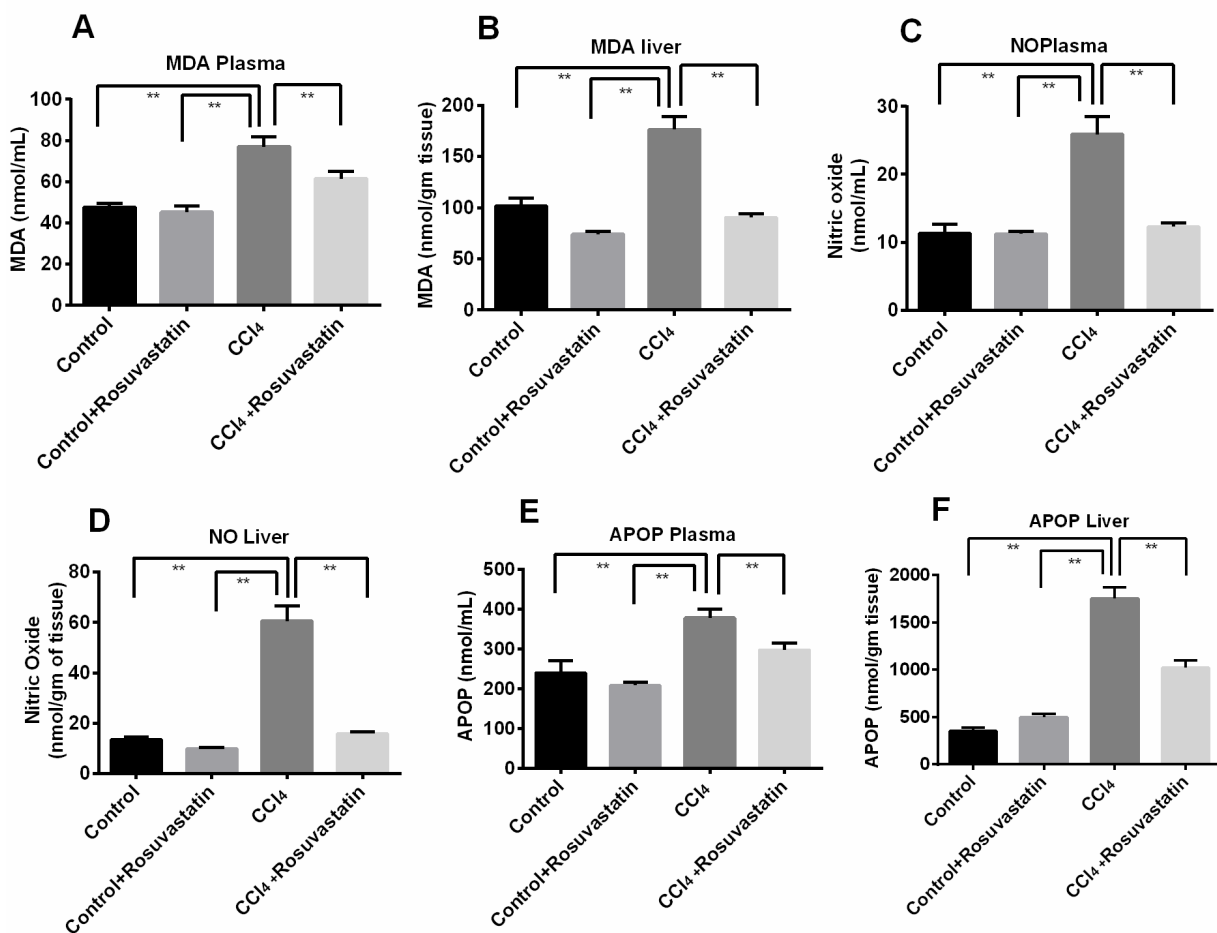 A
MDA Plasma
**
**
**
MDA (nmol/mL)
100
80
60
40
20
0
Control
Control+Rosuvastatin
CCl4
CCl4 +Rosuvastatin
B
MDA liver
**
**
**
MDA (nmol/gm tissue)
200
150
100
50
0
Control
Control+Rosuvastatin
CCl4
CCl4 +Rosuvastatin
C
NOPlasma
**
**
**
Nitric oxide
(nmol/mL)
30
20
10
0
Control
Control+Rosuvastatin
CCl4
CCl4 +Rosuvastatin
D
NO Liver
**
**
**
Nitric Oxide
(nmol/gm of tissue)
80
60
40
20
0
Control
Control+Rosuvastatin
CCl4
CCl4 +Rosuvastatin
E
APOP Plasma
**
**
**
APOP (nmol/mL)
500
400
300
200
100
0
Control
Control+Rosuvastatin
CCl4
CCl4 +Rosuvastatin
F
APOP Liver
**
**
**
APOP (nmol/gm tissue)
2000
1500
1000
500
0
Control
Control+Rosuvastatin
CCl4
CCl4 +Rosuvastatin